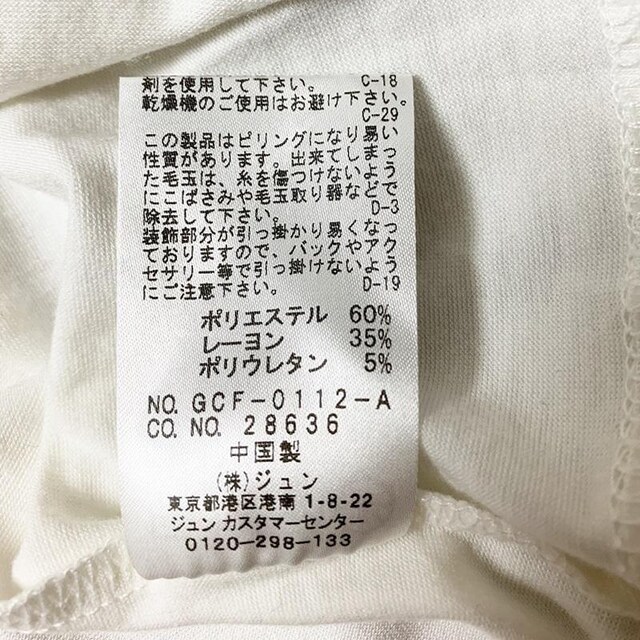 剤を使用して下さい。 C-18
乾燥機のご使用はお避け下さい。
C-29
この製品はピリングになり易い
性質があります。出来てしまっ
た毛玉は、糸を傷つけないよう
にこばさみや毛玉取り器などで
除去して下さい。 D-3
装飾部分が引っ掛かり易くなっ
ておりますので、バックやアク
セサリー等で引っ掛けないよう
にご注意下さい。 D-19
ポリエステル 60%
レーヨン 35%
ポリウレタン 5%
NO. GCF-0112-A
CO. NO. 28636
中国製
(株)ジュン
東京都港区港南 1-8-22
ジュン カスタマーセンター
0120-298-133